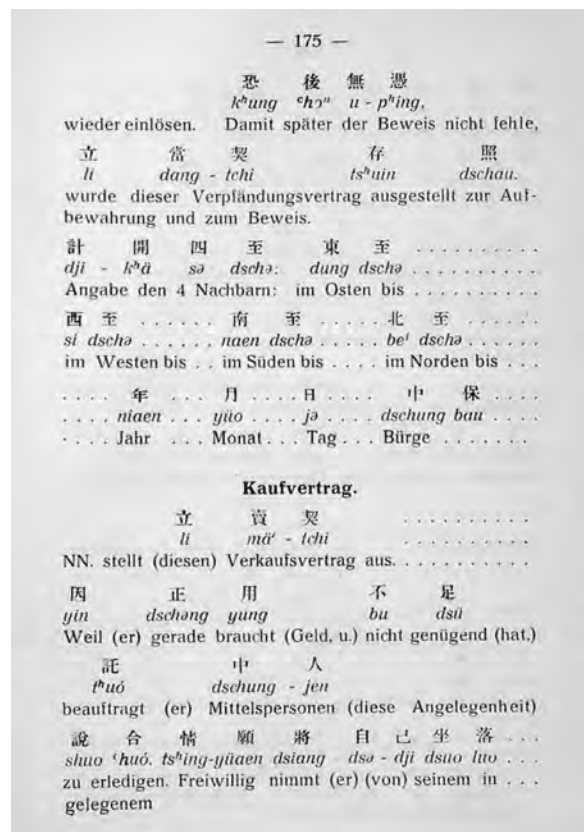 — 175 —
恐 後 無 憑
kʰung ᶜhɔᵘ u - pʰing,
wieder einlösen. Damit später der Beweis nicht fehle,
立 當 契 存 照
li dang - tchi tsʰuin dschau.
wurde dieser Verpfändungsvertrag ausgestellt zur Auf-
bewahrung und zum Beweis.
計 開 四 至 東 至 . . . . . . . . . .
dji - kʰä sə dschə: dung dschə . . . . . . . . . .
Angabe den 4 Nachbarn: im Osten bis . . . . . . . . . .
西 至 . . . . . . 南 至 . . . . . 北 至 . . . . . .
si dschə . . . . . . naen dschə . . . . . beⁱ dschə . . . . . .
im Westen bis . . im Süden bis . . . . im Norden bis . . .
. . . . 年 . . . 月 . . . . 日 . . . . 中 保 . . . .
. . . . niaen . . . yüo . . . . jə . . . . dschung bau . . . .
. . . . Jahr . . . Monat . . . Tag . . . Bürge . . . . . . .
Kaufvertrag.
立 賣 契 . . . . . . . . . .
li mäⁱ - tchi . . . . . . . . . .
NN. stellt (diesen) Verkaufsvertrag aus. . . . . . . . . . .
因 正 用 不 足
yin dschəng yung bu dsü
Weil (er) gerade braucht (Geld, u.) nicht genügend (hat,)
託 中 人
tʰuó dschung - jen
beauftragt (er) Mittelspersonen (diese Angelegenheit)
說 合 情 願 將 自 己 坐 落 . . .
shuo ᶜhuó. tsʰing-yüaen dsiang dsə - dji dsuo luo . . .
zu erledigen. Freiwillig nimmt (er) (von) seinem in . . .
gelegenem